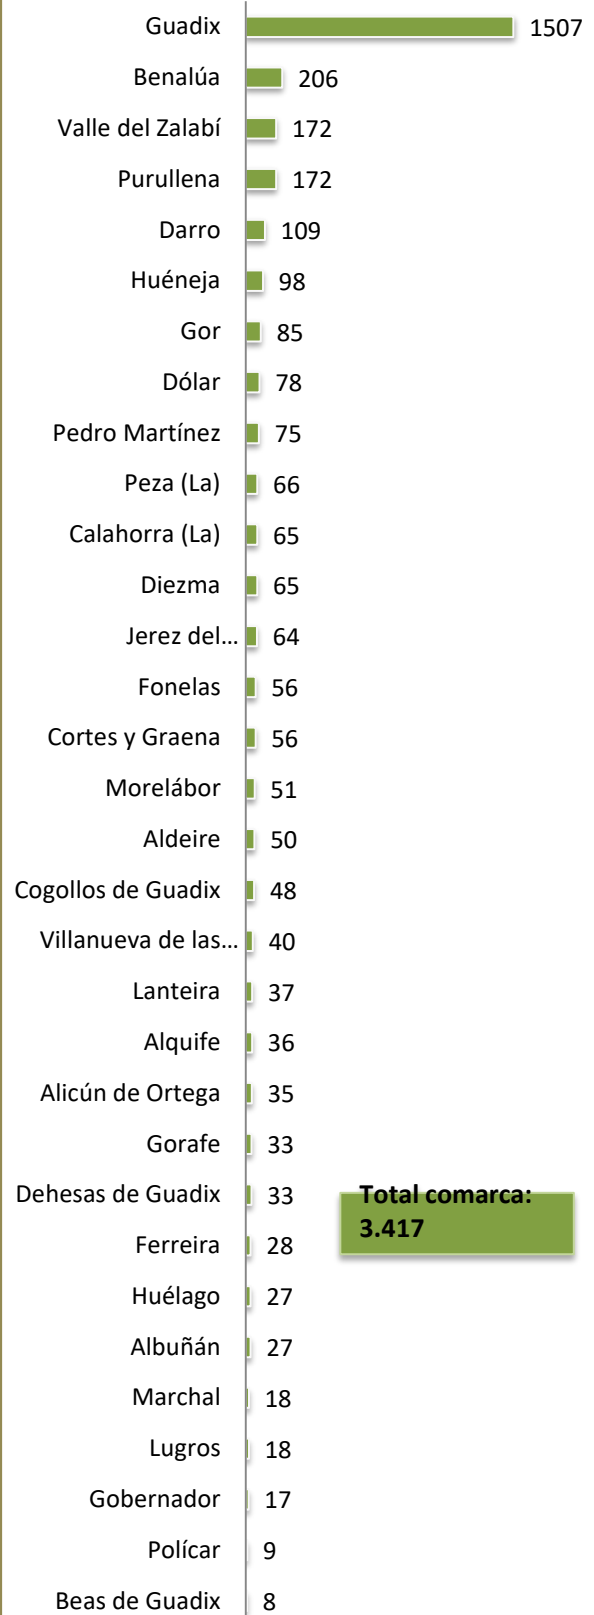 Guadix 1507
Benalúa 206
Valle del Zalabí 172
Purullena 172
Darro 109
Huéneja 98
Gor 85
Dólar 78
Pedro Martínez 75
Peza (La) 66
Calahorra (La) 65
Diezma 65
Jerez del... 64
Fonelas 56
Cortes y Graena 56
Morelábor 51
Aldeire 50
Cogollos de Guadix 48
Villanueva de las... 40
Lanteira 37
Alquife 36
Alicún de Ortega 35
Gorafe 33
Dehesas de Guadix 33
Total comarca:
3.417
Ferreira 28
Huélago 27
Albuñán 27
Marchal 18
Lugros 18
Gobernador 17
Polícar 9
Beas de Guadix 8